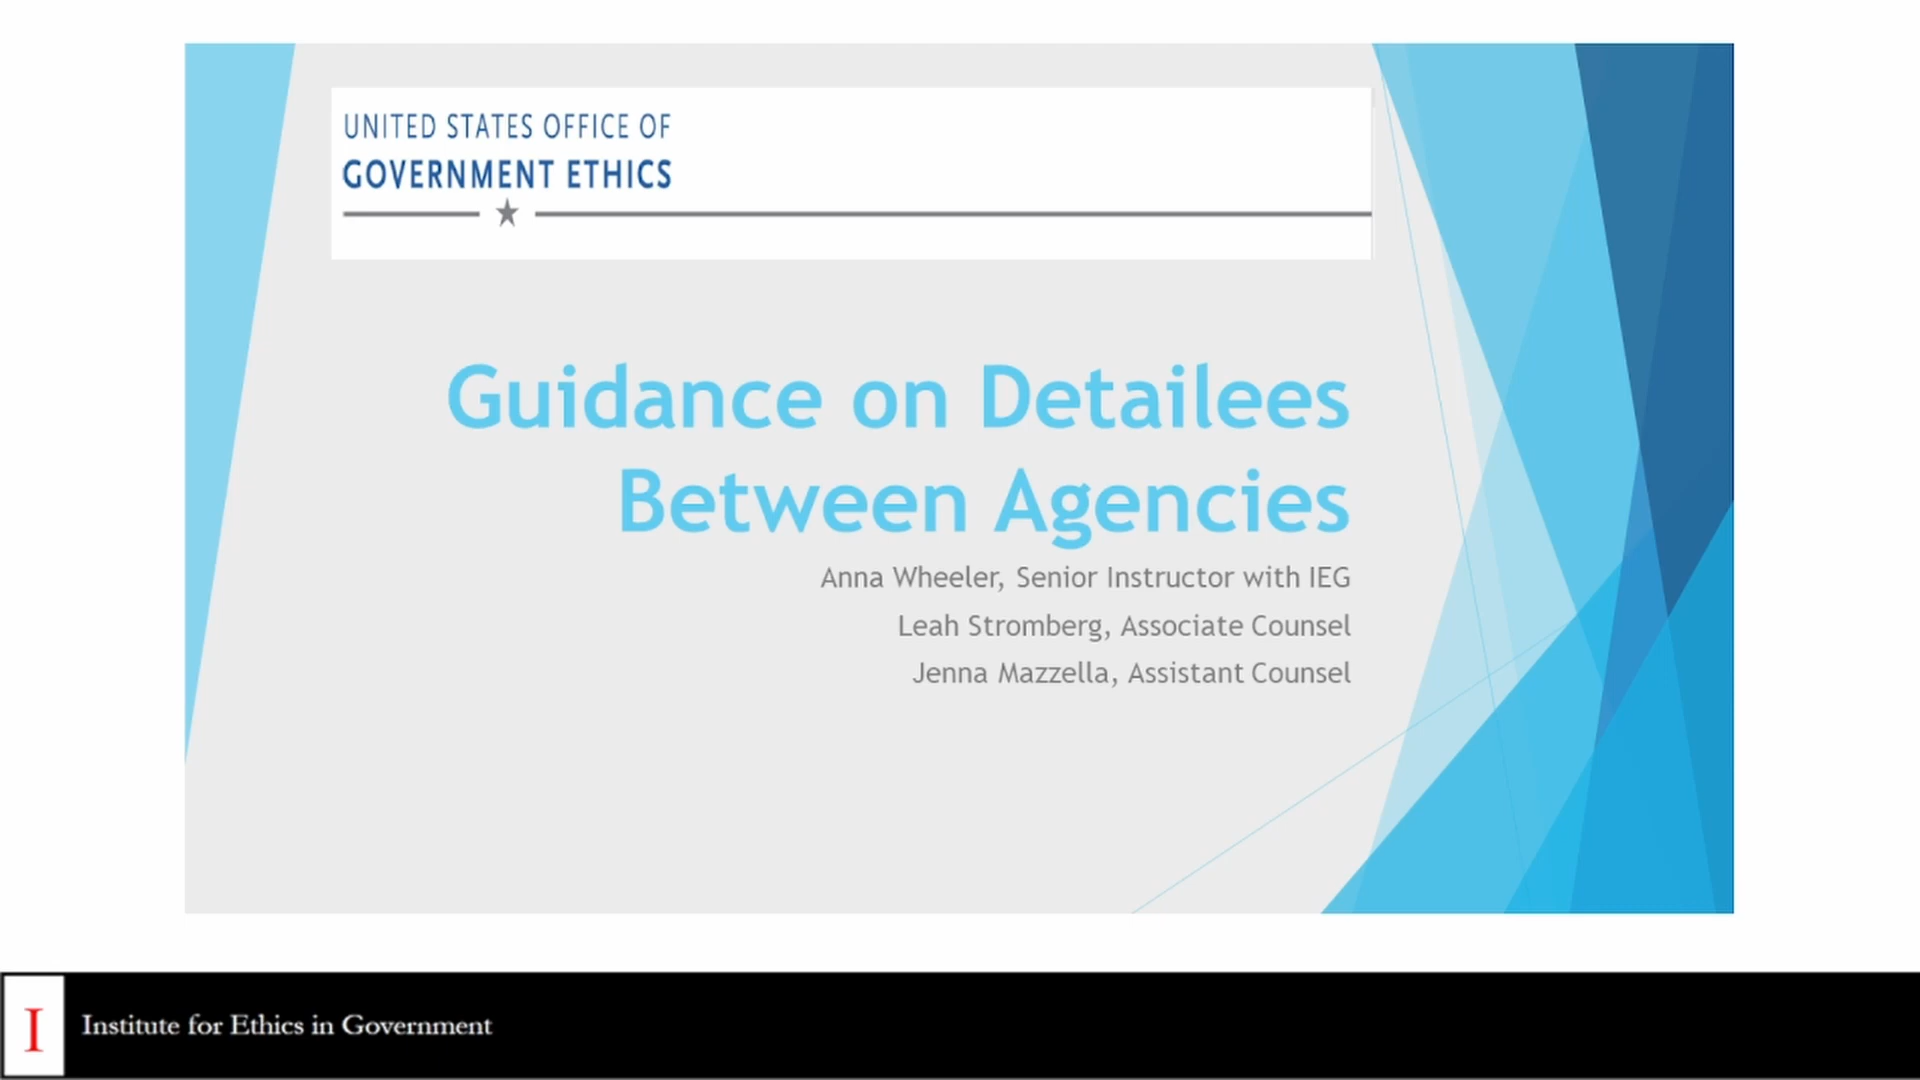 UNITED STATES OFFICE OF
GOVERNMENT ETHICS
Guidance on Detailees
Between Agencies
Anna Wheeler, Senior Instructor with IEG
Leah Stromberg, Associate Counsel
Jenna Mazzella, Assistant Counsel
I
Institute for Ethics in Government